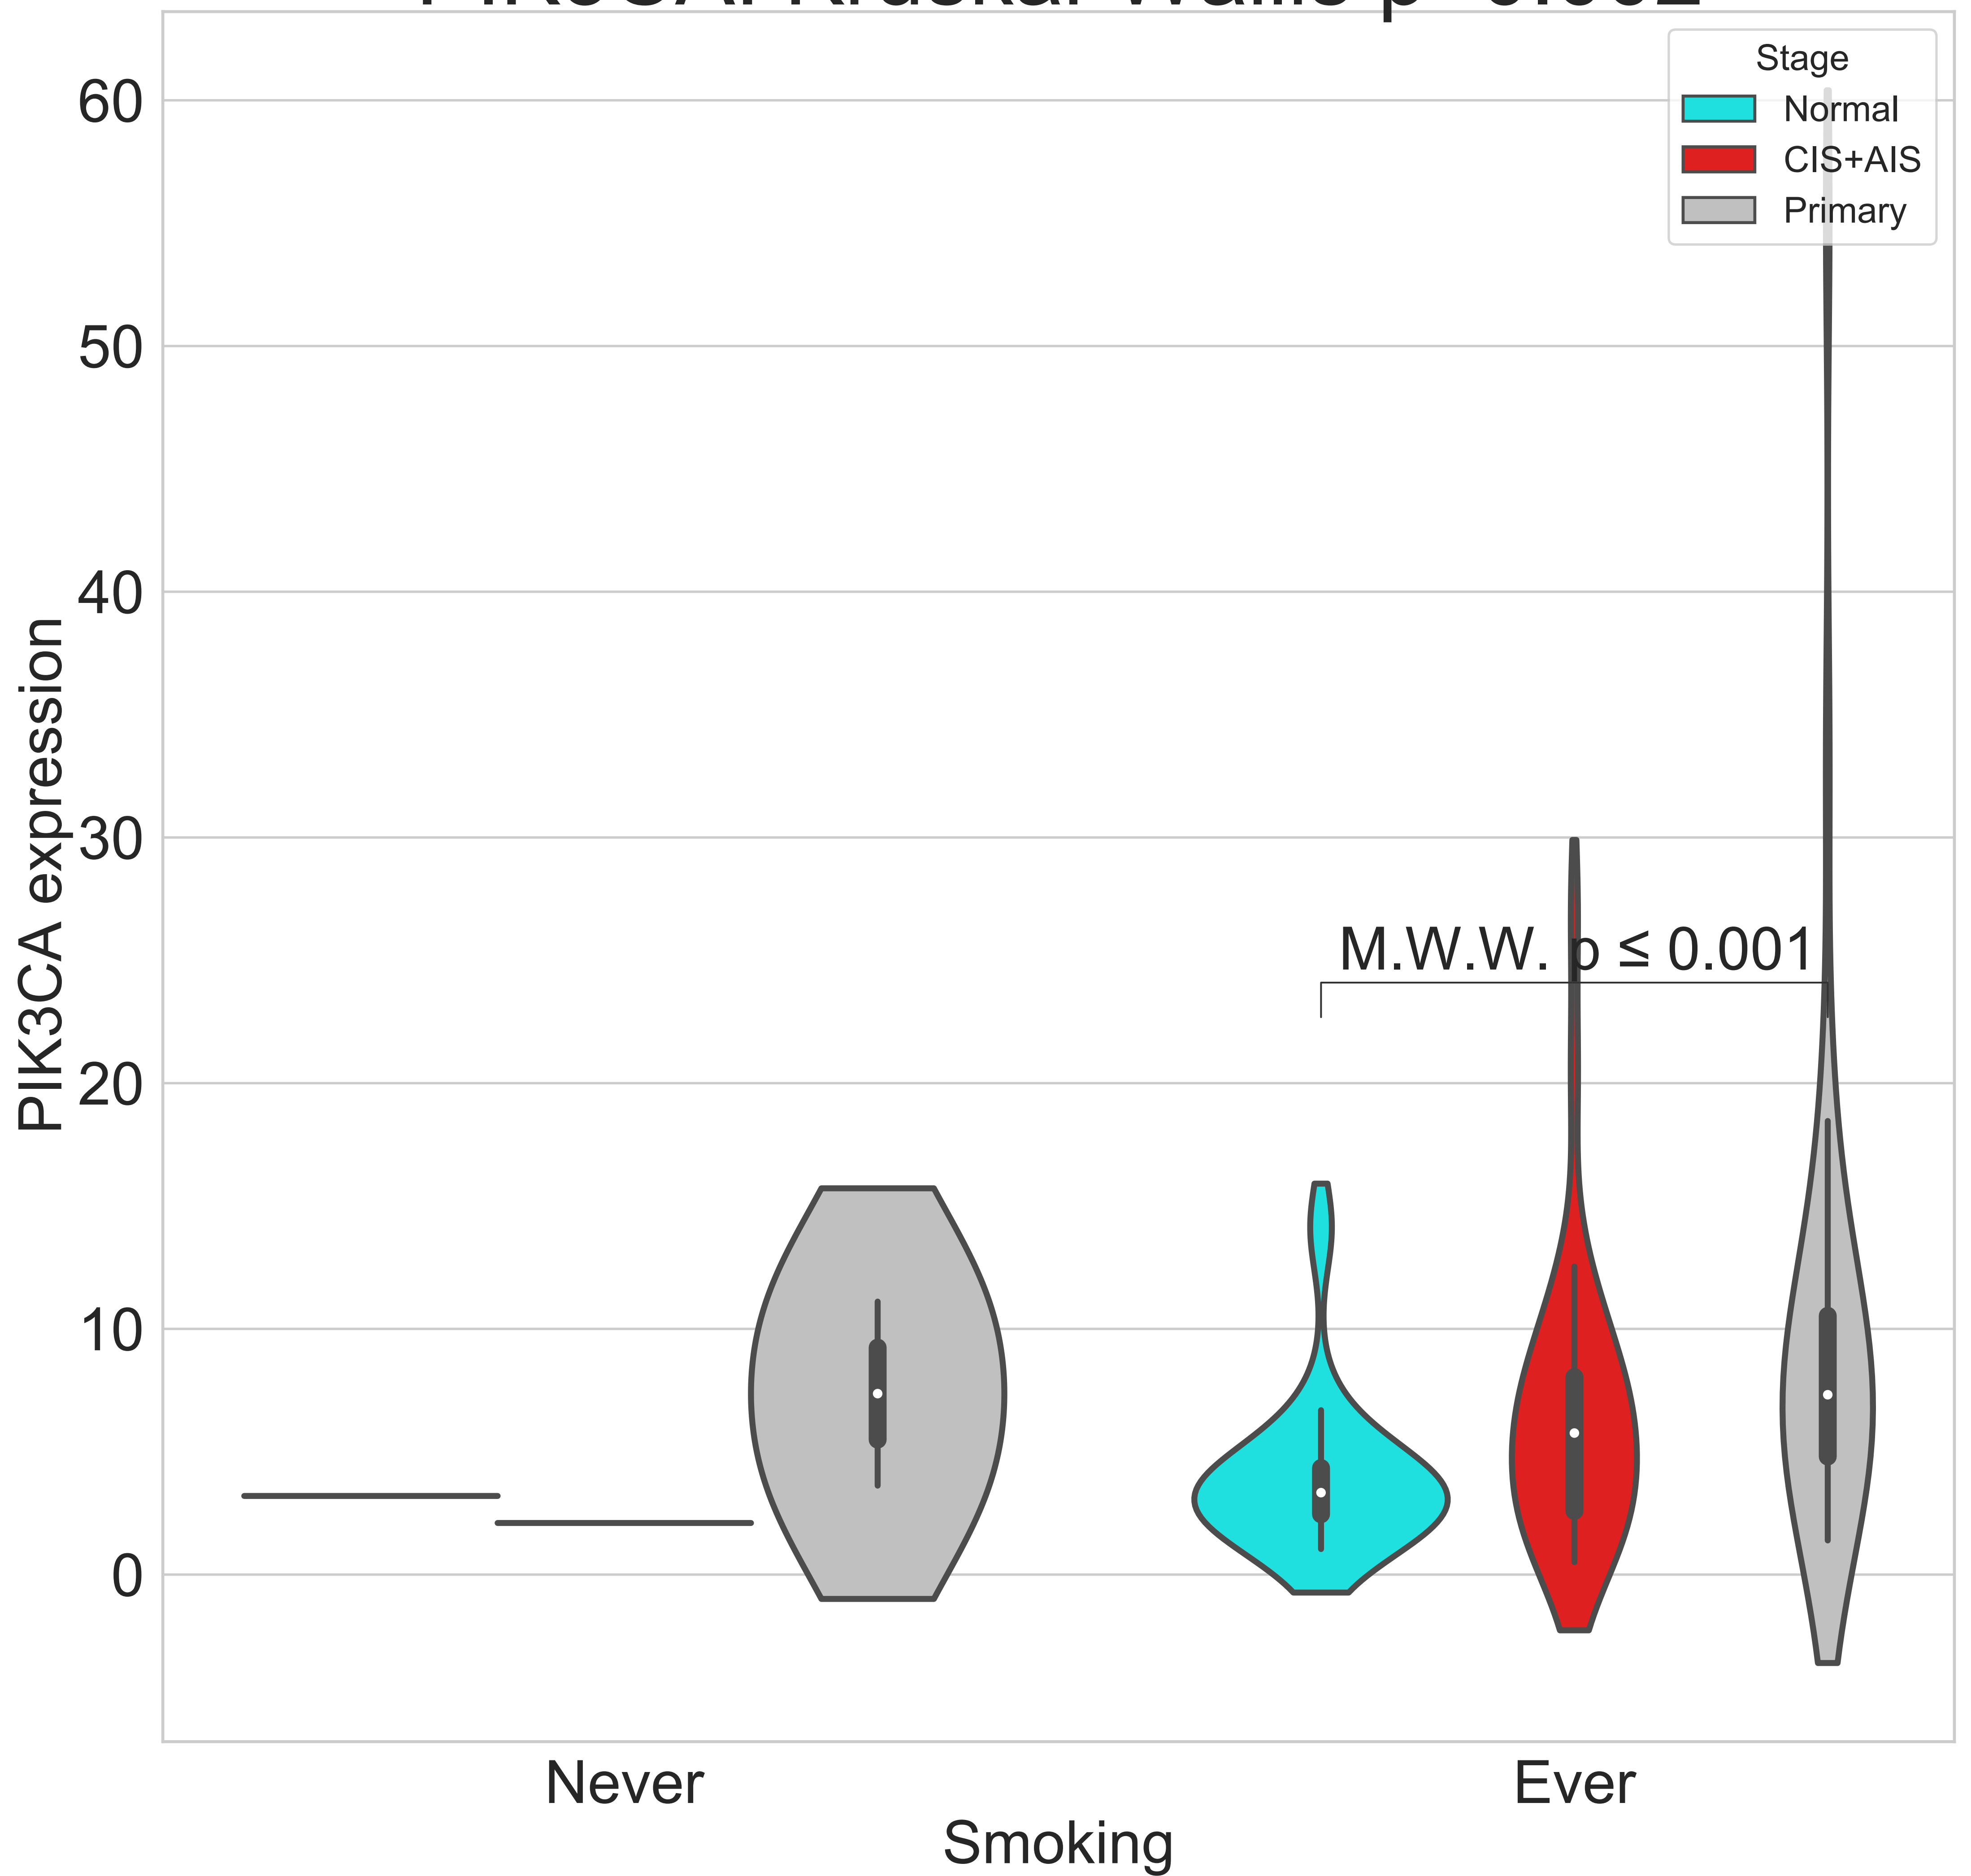 Stage
Normal
CIS+AIS
Primary
60
50
40
30
20
10
0
PIK3CA expression
M.W.W. p ≤ 0.001
Never
Ever
Smoking